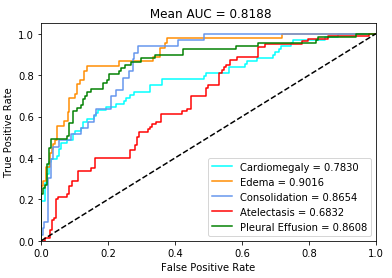 Mean AUC = 0.8188
True Positive Rate
1.0
0.8
0.6
0.4
0.2
0.0
Cardiomegaly = 0.7830
Edema = 0.9016
Consolidation = 0.8654
Atelectasis = 0.6832
Pleural Effusion = 0.8608
0.0 0.2 0.4 0.6 0.8 1.0
False Positive Rate